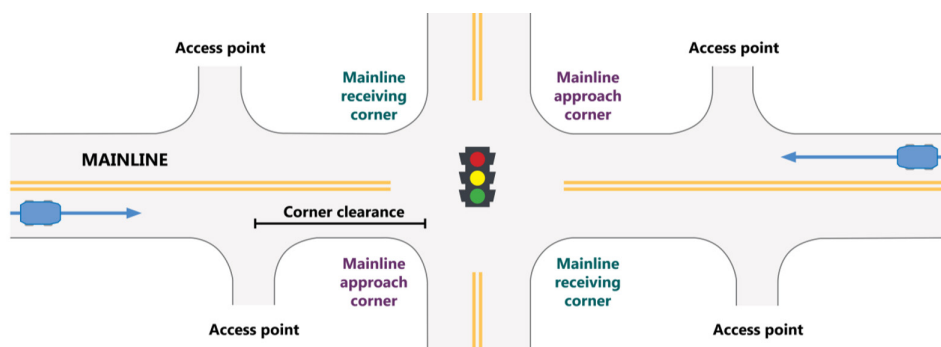 Access point
Access point
Mainline
receiving
corner
Mainline
approach
corner
MAINLINE
Corner clearance
Mainline
approach
corner
Mainline
receiving
corner
Access point
Access point